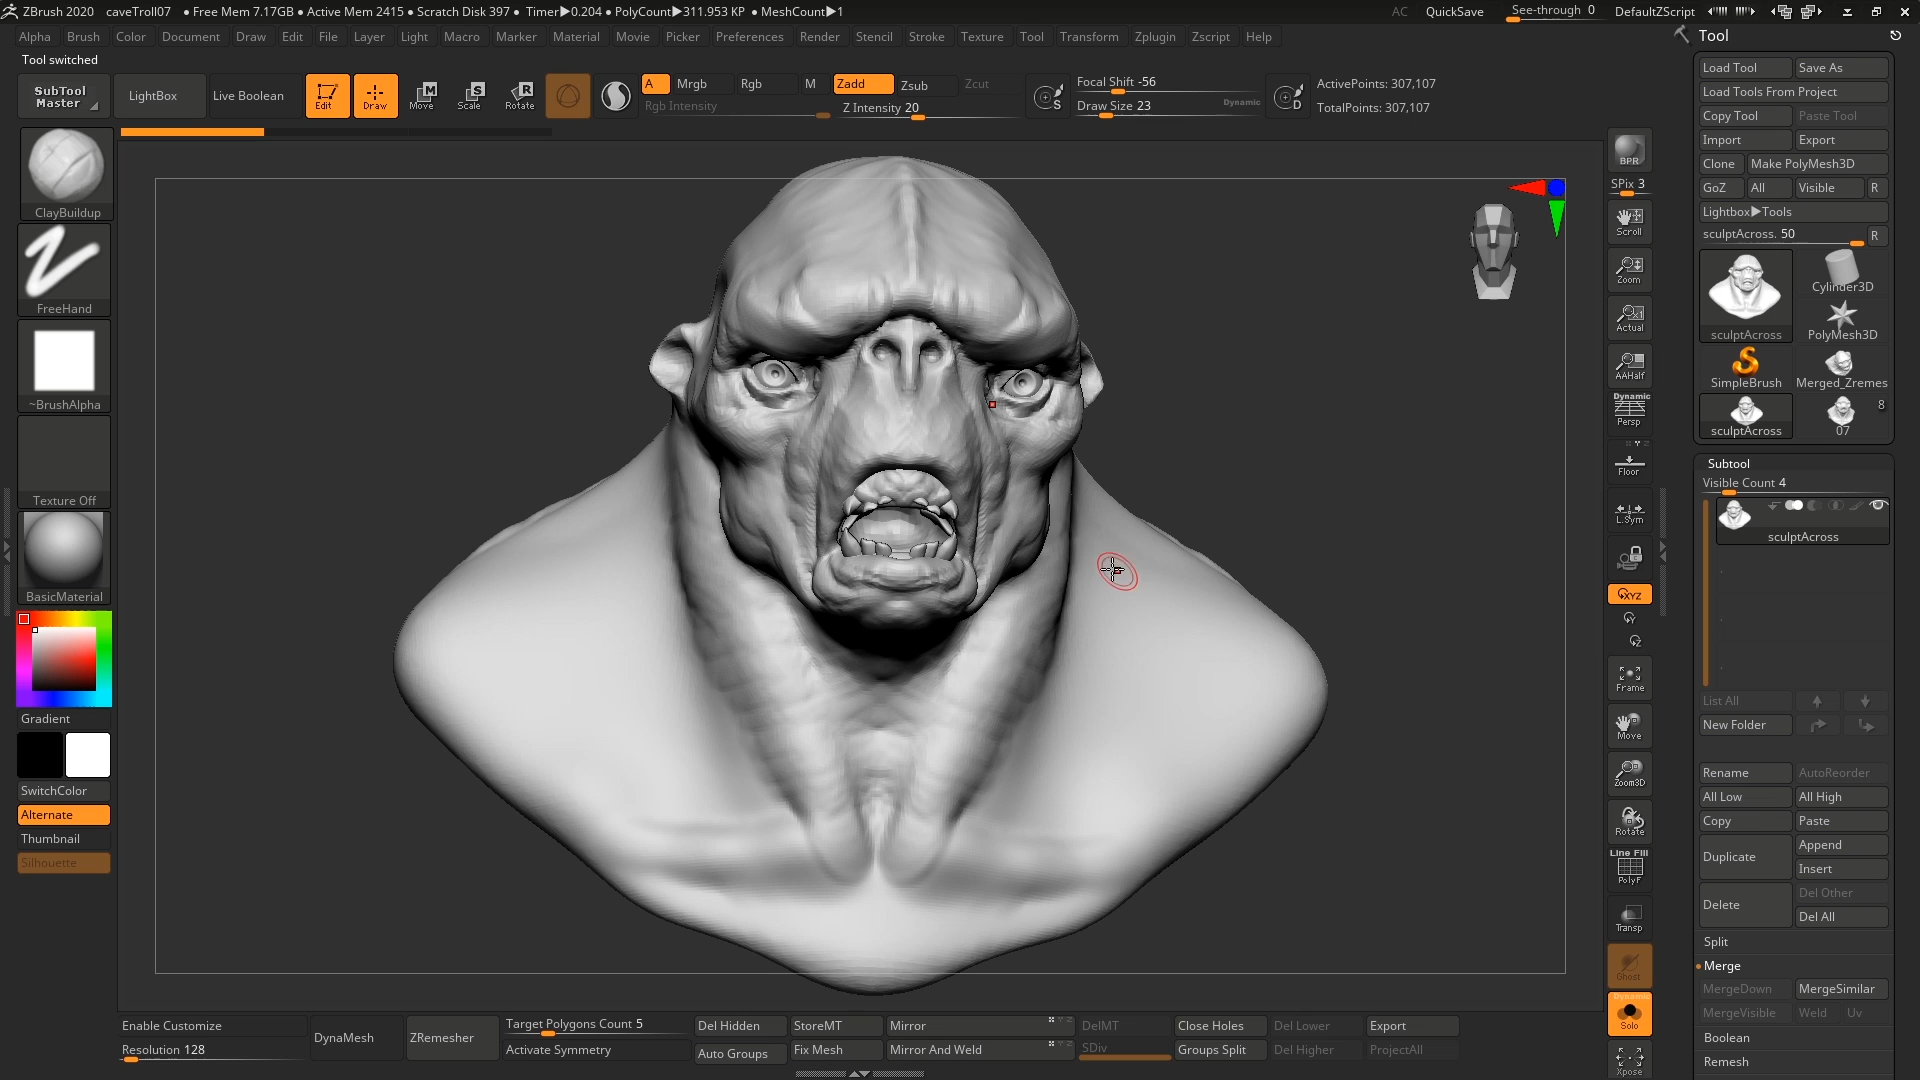 ZBrush 2020 caveTroll07 • Free Mem 7.17GB • Active Mem 2415 • Scratch Disk 397 • Timer▶0.204 • PolyCount▶311.953 KP • MeshCount▶1 AC QuickSave See-through 0 DefaultZScript
Alpha Brush Color Document Draw Edit File Layer Light Macro Marker Material Movie Picker Preferences Render Stencil Stroke Texture Tool Transform Zplugin Zscript Help
Tool
Tool switched
SubTool
Master
LightBox
Live Boolean
Edit
Draw
Move
Scale
Rotate
A
Mrgb
Rgb
M
Zadd
Zsub
Zcut
Rgb Intensity
Z Intensity 20
S
Focal Shift -56
Draw Size 23
Dynamic
D
ActivePoints: 307,107
TotalPoints: 307,107
ClayBuildup
FreeHand
~BrushAlpha
Texture Off
BasicMaterial
Gradient
SwitchColor
Alternate
Thumbnail
Silhouette
BPR
SPix 3
Scroll
Zoom
Actual
AAHalf
Dynamic
Persp
Floor
L.Sym
XYZ
Frame
Move
Zoom3D
Rotate
Line Fill
PolyF
Transp
Ghost
Dynamic
Solo
Xpose
Load Tool Save As
Load Tools From Project
Copy Tool Paste Tool
Import Export
Clone Make PolyMesh3D
GoZ All Visible R
Lightbox▶Tools
sculptAcross. 50 R
sculptAcross
Cylinder3D
PolyMesh3D
SimpleBrush
Merged_Zremes
sculptAcross
8
07
Subtool
Visible Count 4
sculptAcross
List All
New Folder
Rename AutoReorder
All Low All High
Copy Paste
Duplicate Append
Insert
Delete Del Other
Del All
Split
Merge
MergeDown MergeSimilar
MergeVisible Weld Uv
Boolean
Remesh
Enable Customize
Resolution 128
DynaMesh
ZRemesher
Target Polygons Count 5
Activate Symmetry
Del Hidden
Auto Groups
StoreMT
Fix Mesh
Mirror
Mirror And Weld
DelMT
SDiv
Close Holes
Groups Split
Del Lower
Del Higher
Export
ProjectAll